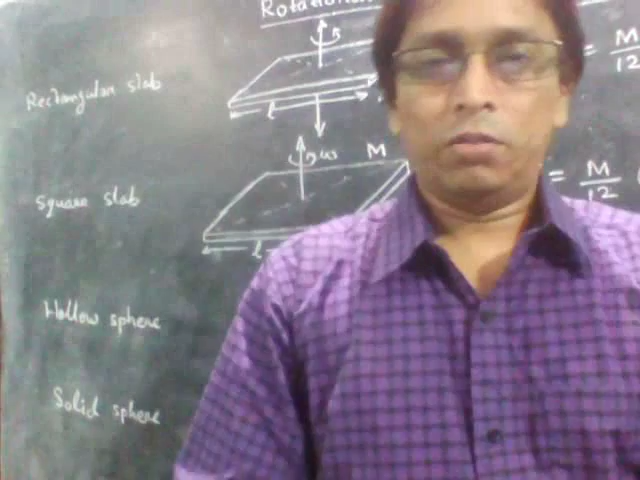 Rotational
= M/12
Rectangular slab
l
ω M
= M/12 (
Square slab
l
Hollow sphere
Solid sphere